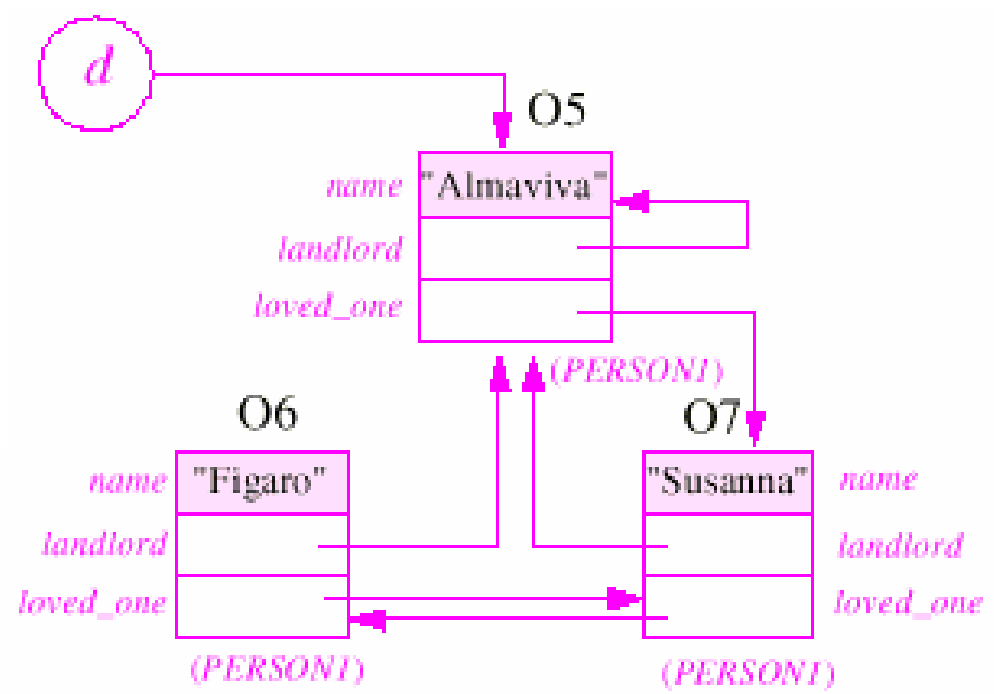 d
O5
name "Almaviva"
landlord
loved_one
(PERSON1)
O6 O7
name "Figaro" "Susanna" name
landlord landlord
loved_one loved_one
(PERSON1) (PERSON1)